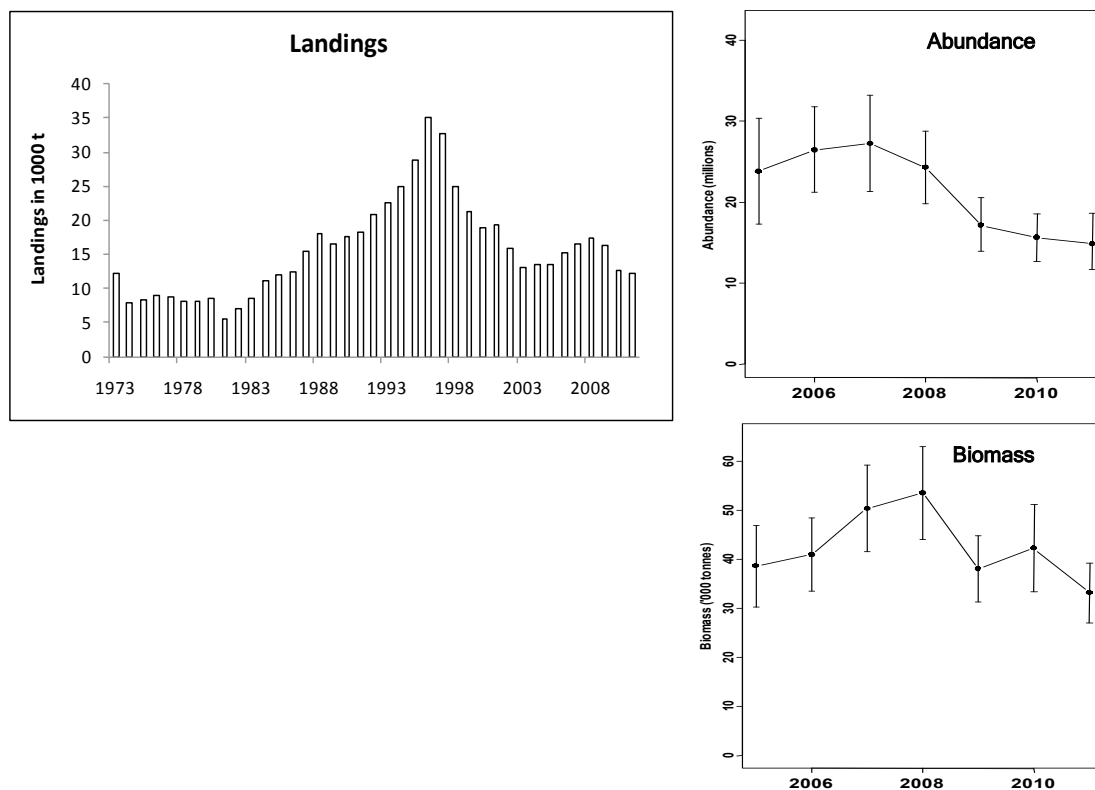 Landings
Landings in 1000 t
40
35
30
25
20
15
10
5
0
1973 1978 1983 1988 1993 1998 2003 2008
Abundance
Abundance (millions)
40
30
20
10
0
2006 2008 2010
Biomass
Biomass ('000 tonnes)
60
50
40
30
20
10
0
2006 2008 2010